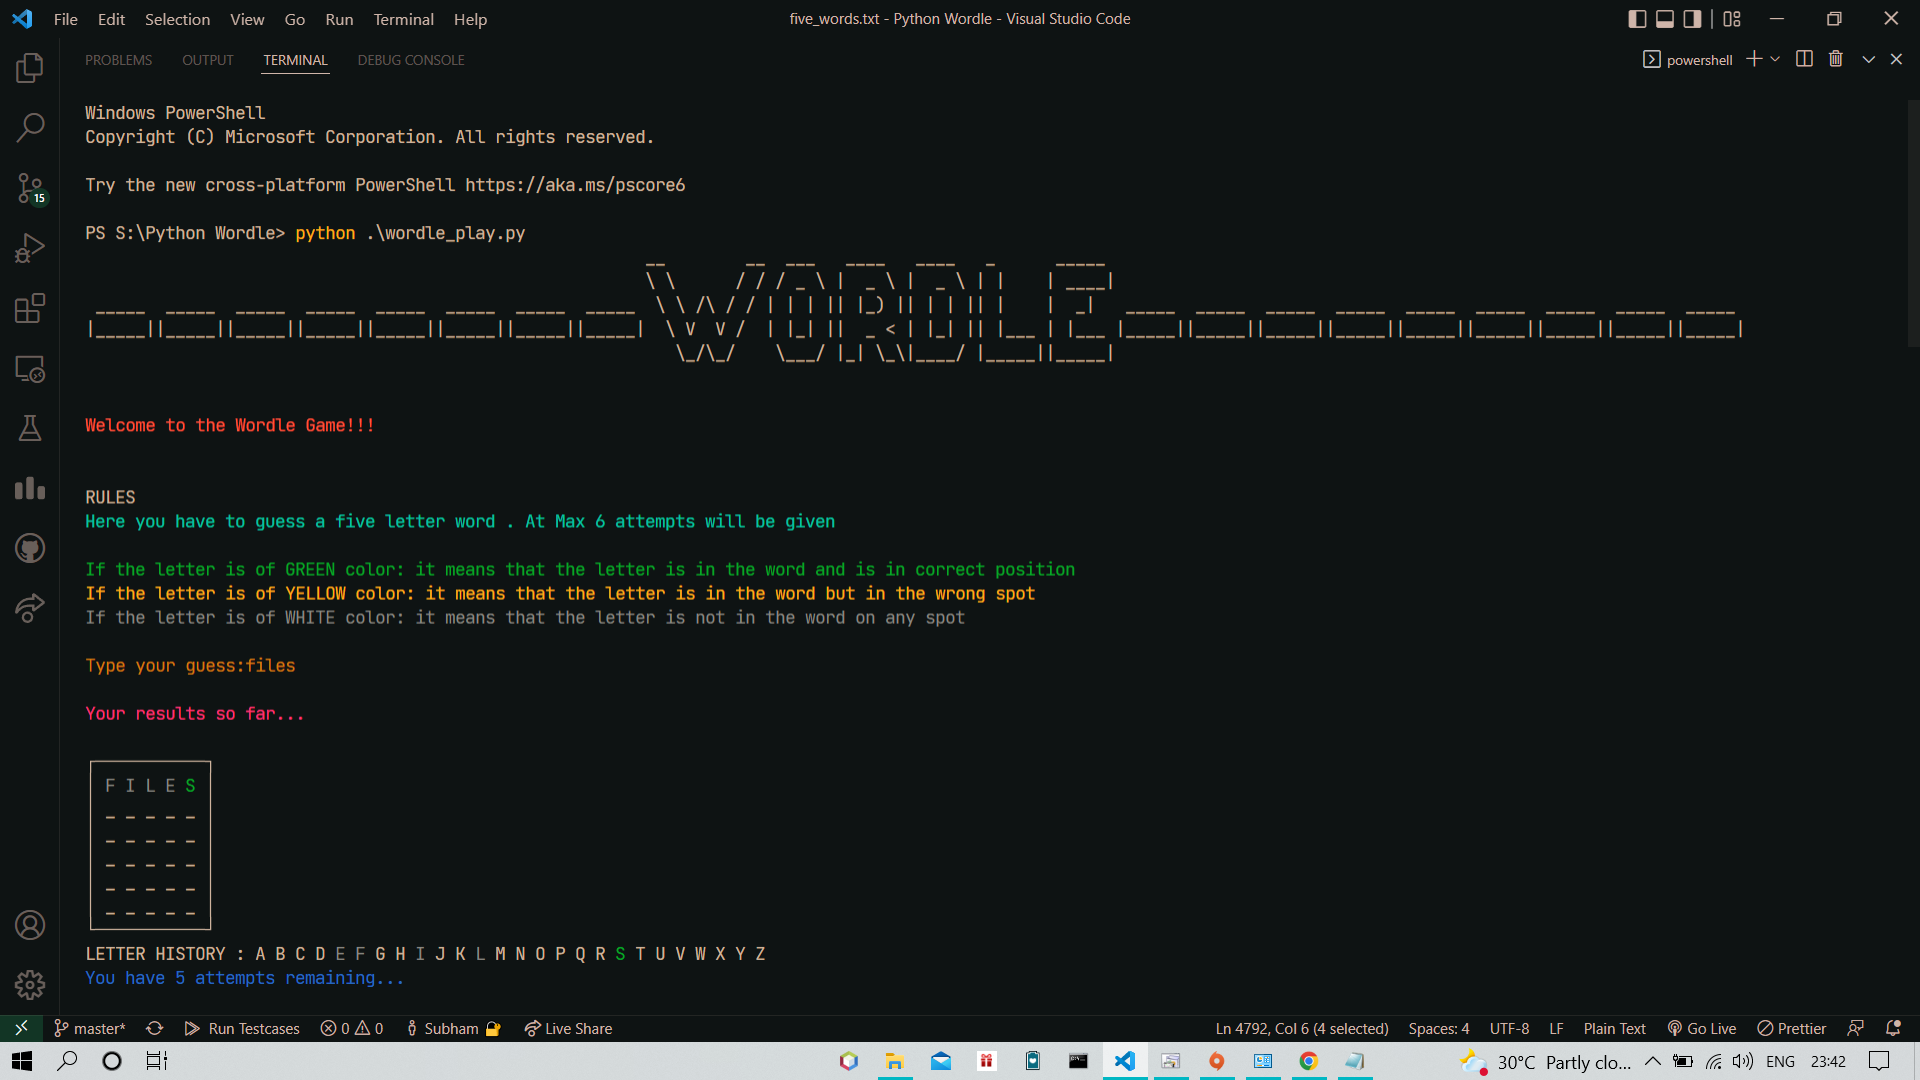 File Edit Selection View Go Run Terminal Help five_words.txt - Python Wordle - Visual Studio Code
PROBLEMS OUTPUT TERMINAL DEBUG CONSOLE powershell
Windows PowerShell
Copyright (C) Microsoft Corporation. All rights reserved.
Try the new cross-platform PowerShell https://aka.ms/pscore6
15
PS S:\Python Wordle> python .\wordle_play.py
WORDLE
Welcome to the Wordle Game!!!
RULES
Here you have to guess a five letter word . At Max 6 attempts will be given
If the letter is of GREEN color: it means that the letter is in the word and is in correct position
If the letter is of YELLOW color: it means that the letter is in the word but in the wrong spot
If the letter is of WHITE color: it means that the letter is not in the word on any spot
Type your guess:files
Your results so far...
F I L E S
- - - - -
- - - - -
- - - - -
- - - - -
- - - - -
LETTER HISTORY : A B C D E F G H I J K L M N O P Q R S T U V W X Y Z
You have 5 attempts remaining...
master* Run Testcases 0 0 Subham Live Share Ln 4792, Col 6 (4 selected) Spaces: 4 UTF-8 LF Plain Text Go Live Prettier
30°C Partly clo... ENG 23:42